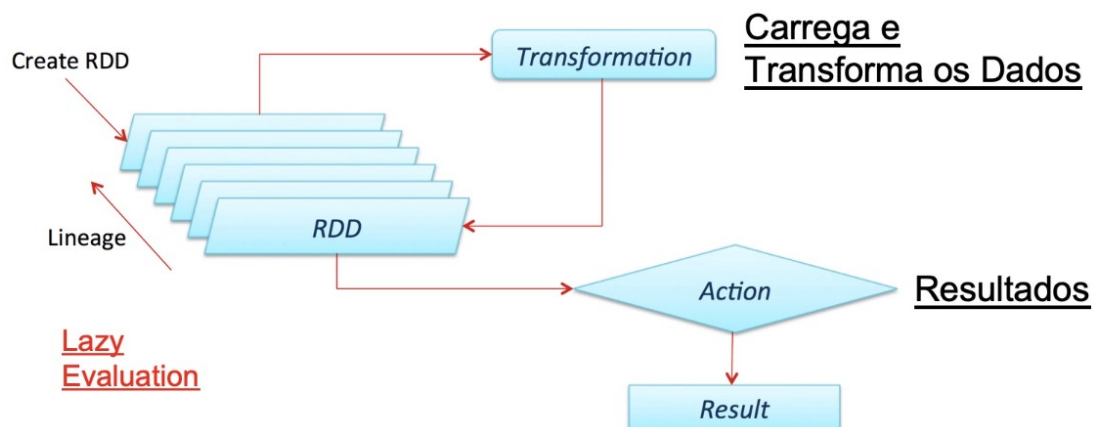 Carrega e
Transforma os Dados
Transformation
Create RDD
RDD
Lineage
Action
Resultados
Lazy
Evaluation
Result